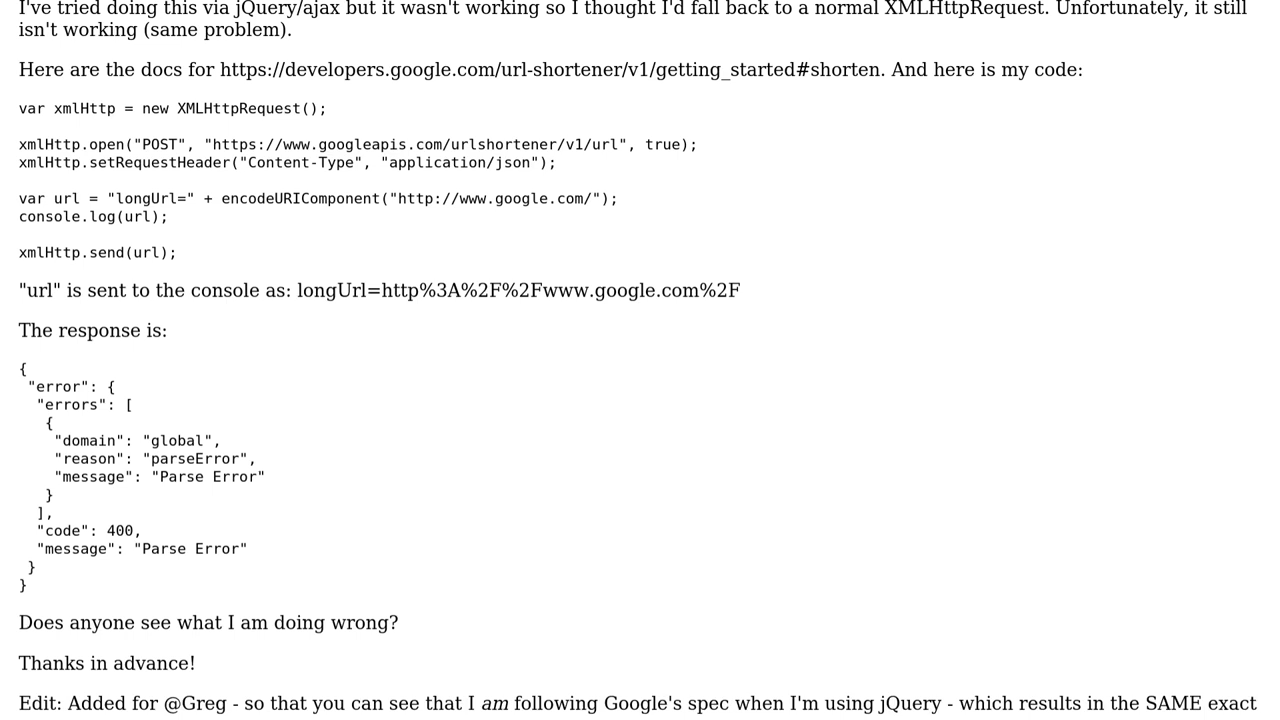 I've tried doing this via jQuery/ajax but it wasn't working so I thought I'd fall back to a normal XMLHttpRequest. Unfortunately, it still
isn't working (same problem).
Here are the docs for https://developers.google.com/url-shortener/v1/getting_started#shorten. And here is my code:
var xmlHttp = new XMLHttpRequest();
xmlHttp.open("POST", "https://www.googleapis.com/urlshortener/v1/url", true);
xmlHttp.setRequestHeader("Content-Type", "application/json");
var url = "longUrl=" + encodeURIComponent("http://www.google.com/");
console.log(url);
xmlHttp.send(url);
"url" is sent to the console as: longUrl=http%3A%2F%2Fwww.google.com%2F
The response is:
{
 "error": {
  "errors": [
   {
    "domain": "global",
    "reason": "parseError",
    "message": "Parse Error"
   }
  ],
  "code": 400,
  "message": "Parse Error"
 }
}
Does anyone see what I am doing wrong?
Thanks in advance!
Edit: Added for @Greg - so that you can see that I am following Google's spec when I'm using jQuery - which results in the SAME exact